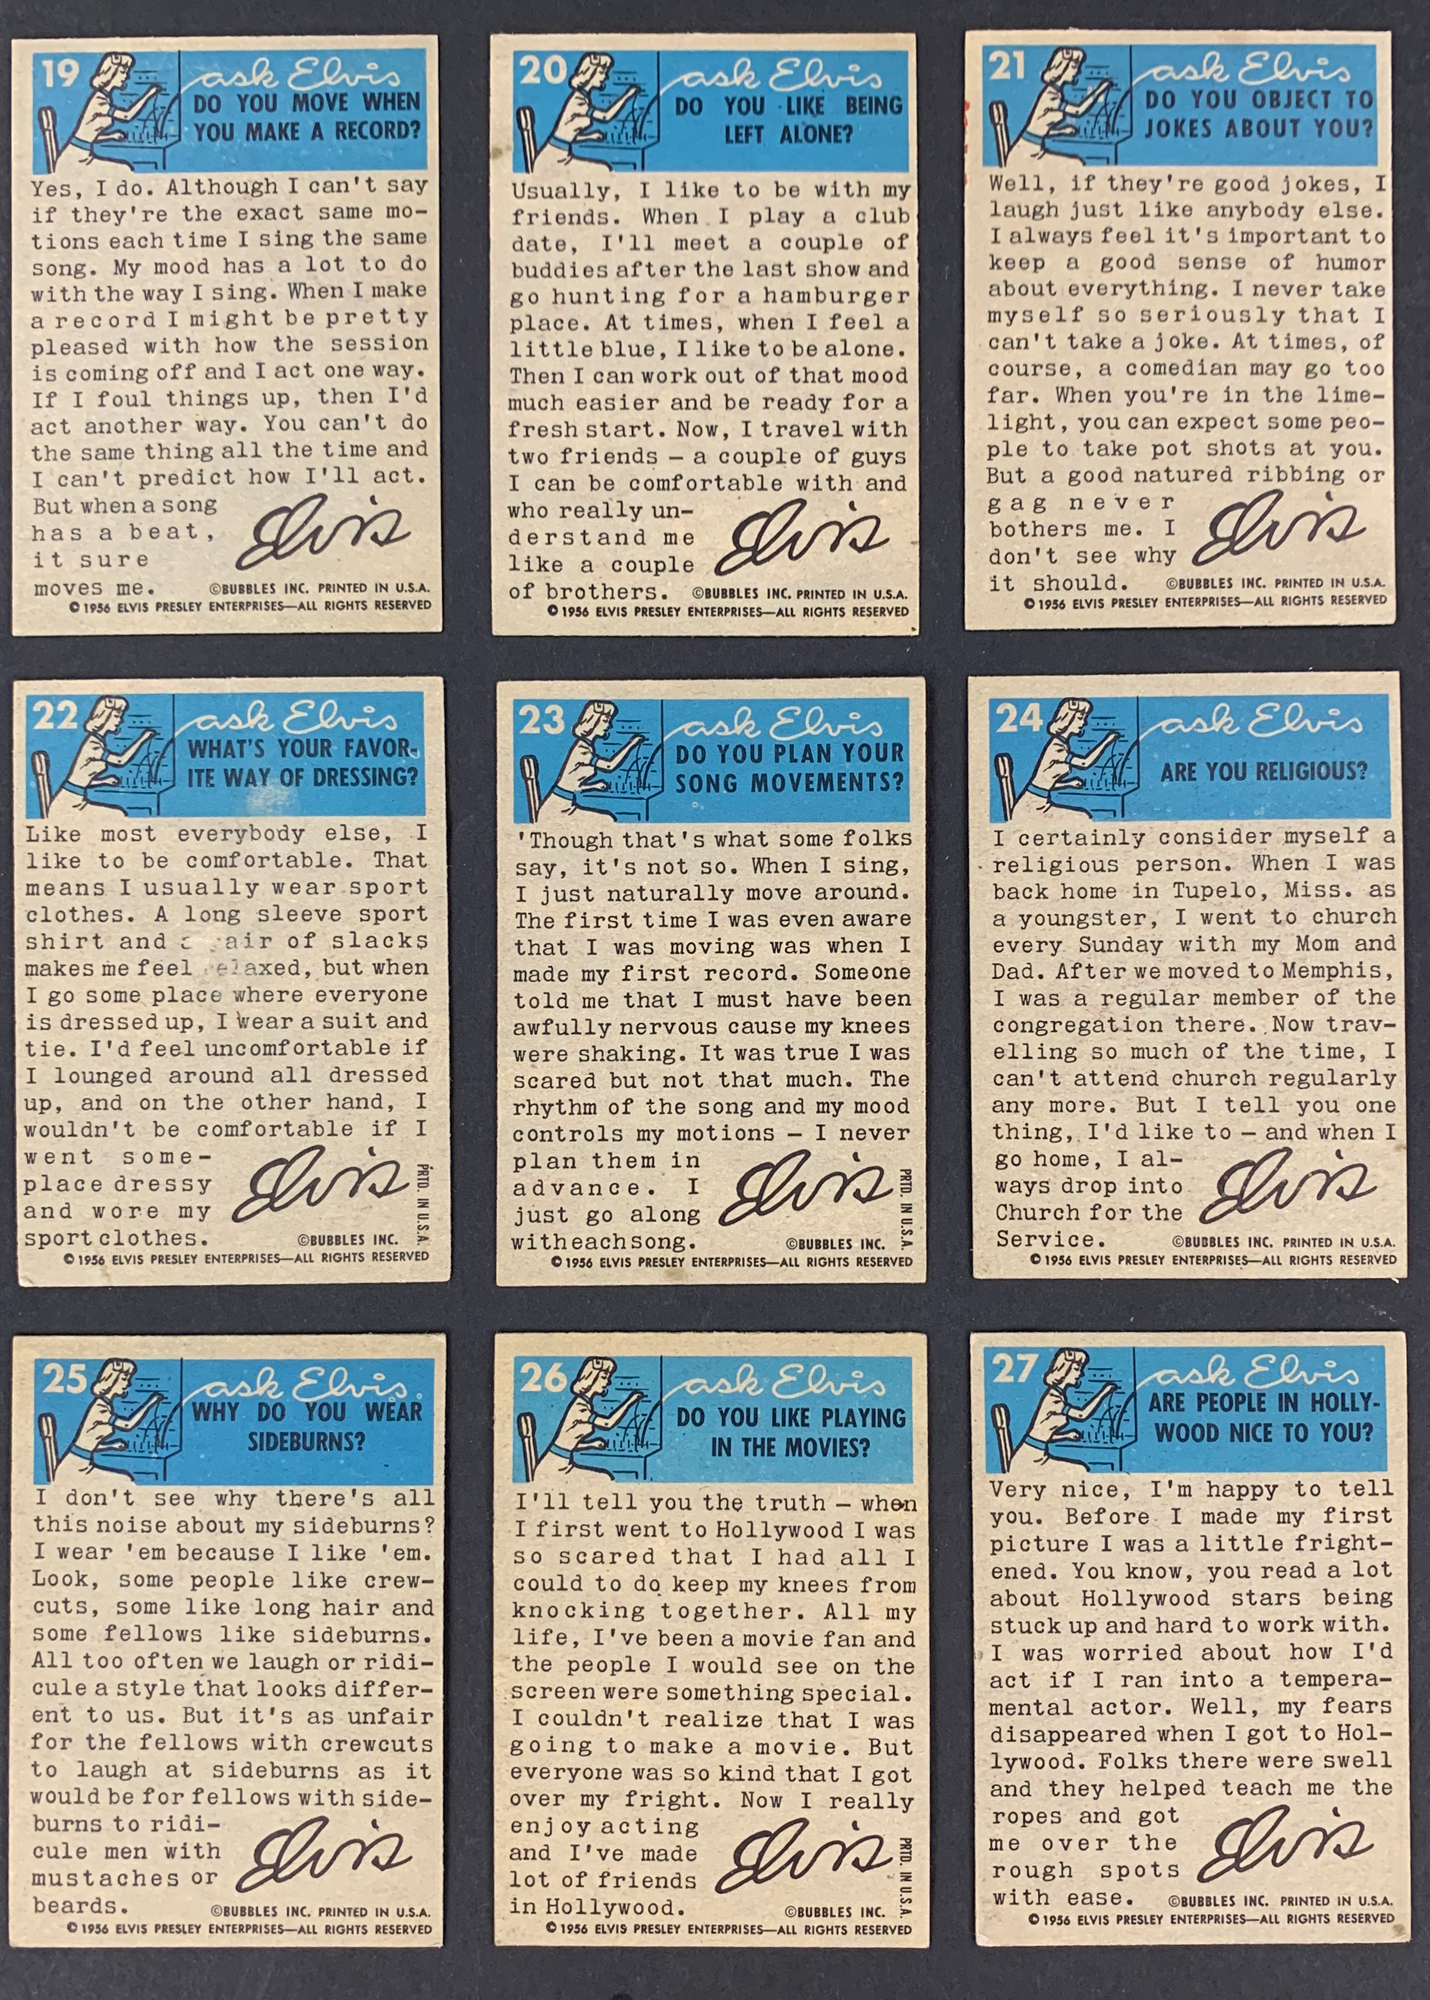 19
ask Elvis
DO YOU MOVE WHEN
YOU MAKE A RECORD?
Yes, I do. Although I can't say
if they're the exact same mo-
tions each time I sing the same
song. My mood has a lot to do
with the way I sing. When I make
a record I might be pretty
pleased with how the session
is coming off and I act one way.
If I foul things up, then I'd
act another way. You can't do
the same thing all the time and
I can't predict how I'll act.
But when a song
has a beat,
it sure
moves me.
Elvis
©BUBBLES INC. PRINTED IN U.S.A.
© 1956 ELVIS PRESLEY ENTERPRISES—ALL RIGHTS RESERVED
20
ask Elvis
DO YOU LIKE BEING
LEFT ALONE?
Usually, I like to be with my
friends. When I play a club
date, I'll meet a couple of
buddies after the last show and
go hunting for a hamburger
place. At times, when I feel a
little blue, I like to be alone.
Then I can work out of that mood
much easier and be ready for a
fresh start. Now, I travel with
two friends — a couple of guys
I can be comfortable with and
who really un-
derstand me
like a couple
of brothers.
Elvis
©BUBBLES INC. PRINTED IN U.S.A.
© 1956 ELVIS PRESLEY ENTERPRISES—ALL RIGHTS RESERVED
21
ask Elvis
DO YOU OBJECT TO
JOKES ABOUT YOU?
Well, if they're good jokes, I
laugh just like anybody else.
I always feel it's important to
keep a good sense of humor
about everything. I never take
myself so seriously that I
can't take a joke. At times, of
course, a comedian may go too
far. When you're in the lime-
light, you can expect some peo-
ple to take pot shots at you.
But a good natured ribbing or
gag never
bothers me. I
don't see why
it should.
Elvis
©BUBBLES INC. PRINTED IN U.S.A.
© 1956 ELVIS PRESLEY ENTERPRISES—ALL RIGHTS RESERVED
22
ask Elvis
WHAT'S YOUR FAVOR-
ITE WAY OF DRESSING?
Like most everybody else, I
like to be comfortable. That
means I usually wear sport
clothes. A long sleeve sport
shirt and a pair of slacks
makes me feel relaxed, but when
I go some place where everyone
is dressed up, I wear a suit and
tie. I'd feel uncomfortable if
I lounged around all dressed
up, and on the other hand, I
wouldn't be comfortable if I
went some-
place dressy
and wore my
sport clothes.
Elvis
PRTD. IN U.S.A.
©BUBBLES INC.
© 1956 ELVIS PRESLEY ENTERPRISES—ALL RIGHTS RESERVED
23
ask Elvis
DO YOU PLAN YOUR
SONG MOVEMENTS?
'Though that's what some folks
say, it's not so. When I sing,
I just naturally move around.
The first time I was even aware
that I was moving was when I
made my first record. Someone
told me that I must have been
awfully nervous cause my knees
were shaking. It was true I was
scared but not that much. The
rhythm of the song and my mood
controls my motions — I never
plan them in
advance. I
just go along
with each song.
Elvis
PRTD. IN U.S.A.
©BUBBLES INC.
© 1956 ELVIS PRESLEY ENTERPRISES—ALL RIGHTS RESERVED
24
ask Elvis
ARE YOU RELIGIOUS?
I certainly consider myself a
religious person. When I was
back home in Tupelo, Miss. as
a youngster, I went to church
every Sunday with my Mom and
Dad. After we moved to Memphis,
I was a regular member of the
congregation there. Now trav-
elling so much of the time, I
can't attend church regularly
any more. But I tell you one
thing, I'd like to — and when I
go home, I al-
ways drop into
Church for the
Service.
Elvis
©BUBBLES INC. PRINTED IN U.S.A.
© 1956 ELVIS PRESLEY ENTERPRISES—ALL RIGHTS RESERVED
25
ask Elvis
WHY DO YOU WEAR
SIDEBURNS?
I don't see why there's all
this noise about my sideburns?
I wear 'em because I like 'em.
Look, some people like crew-
cuts, some like long hair and
some fellows like sideburns.
All too often we laugh or ridi-
cule a style that looks differ-
ent to us. But it's as unfair
for the fellows with crewcuts
to laugh at sideburns as it
would be for fellows with side-
burns to ridi-
cule men with
mustaches or
beards.
Elvis
©BUBBLES INC. PRINTED IN U.S.A.
© 1956 ELVIS PRESLEY ENTERPRISES—ALL RIGHTS RESERVED
26
ask Elvis
DO YOU LIKE PLAYING
IN THE MOVIES?
I'll tell you the truth — when
I first went to Hollywood I was
so scared that I had all I
could to do keep my knees from
knocking together. All my
life, I've been a movie fan and
the people I would see on the
screen were something special.
I couldn't realize that I was
going to make a movie. But
everyone was so kind that I got
over my fright. Now I really
enjoy acting
and I've made
lot of friends
in Hollywood.
Elvis
PRTD. IN U.S.A.
©BUBBLES INC.
© 1956 ELVIS PRESLEY ENTERPRISES—ALL RIGHTS RESERVED
27
ask Elvis
ARE PEOPLE IN HOLLY-
WOOD NICE TO YOU?
Very nice, I'm happy to tell
you. Before I made my first
picture I was a little fright-
ened. You know, you read a lot
about Hollywood stars being
stuck up and hard to work with.
I was worried about how I'd
act if I ran into a tempera-
mental actor. Well, my fears
disappeared when I got to Hol-
lywood. Folks there were swell
and they helped teach me the
ropes and got
me over the
rough spots
with ease.
Elvis
©BUBBLES INC. PRINTED IN U.S.A.
© 1956 ELVIS PRESLEY ENTERPRISES—ALL RIGHTS RESERVED